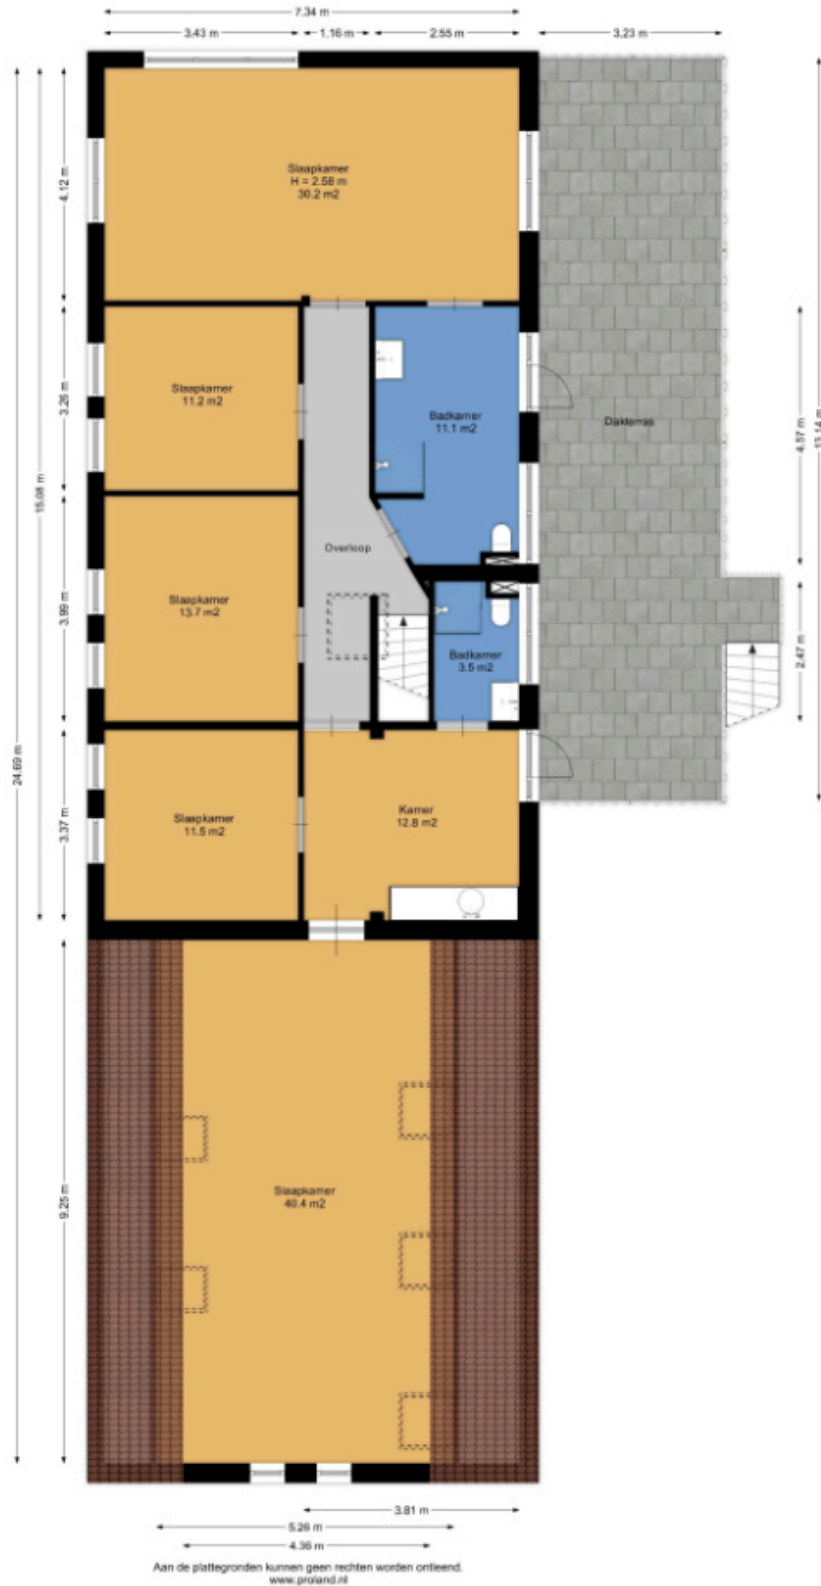 7.34 m
3.43 m
1.16 m
2.55 m
3.23 m
Slaapkamer
H = 2.58 m
30.2 m2
4.12 m
Slaapkamer
11.2 m2
3.26 m
Badkamer
11.1 m2
Dakterras
4.57 m
13.14 m
15.08 m
Overloop
Slaapkamer
13.7 m2
3.99 m
Badkamer
3.5 m2
2.47 m
24.69 m
Slaapkamer
11.5 m2
3.37 m
Kamer
12.8 m2
Slaapkamer
40.4 m2
9.25 m
3.81 m
5.26 m
4.36 m
Aan de plattegronden kunnen geen rechten worden ontleend.
www.proland.nl